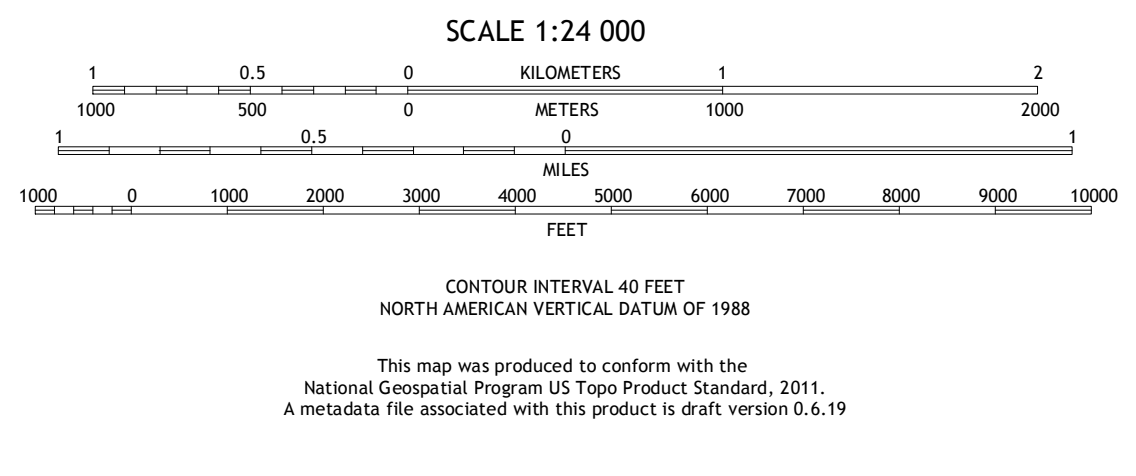 SCALE 1:24 000
1 0.5 0 KILOMETERS 1 2
1000 500 0 METERS 1000 2000
1 0.5 0 1
MILES
1000 0 1000 2000 3000 4000 5000 6000 7000 8000 9000 10000
FEET
CONTOUR INTERVAL 40 FEET
NORTH AMERICAN VERTICAL DATUM OF 1988
This map was produced to conform with the
National Geospatial Program US Topo Product Standard, 2011.
A metadata file associated with this product is draft version 0.6.19